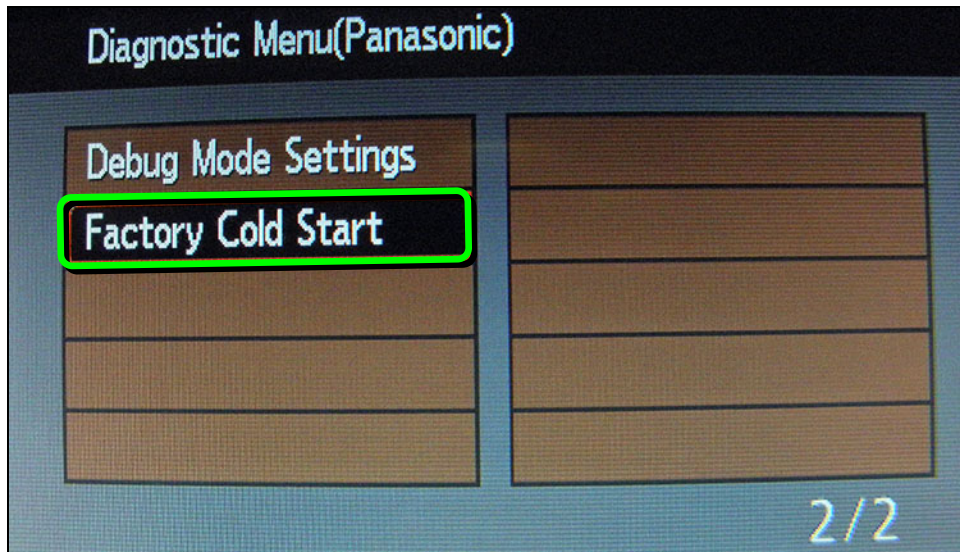 Diagnostic Menu(Panasonic)
Debug Mode Settings
Factory Cold Start
2/2